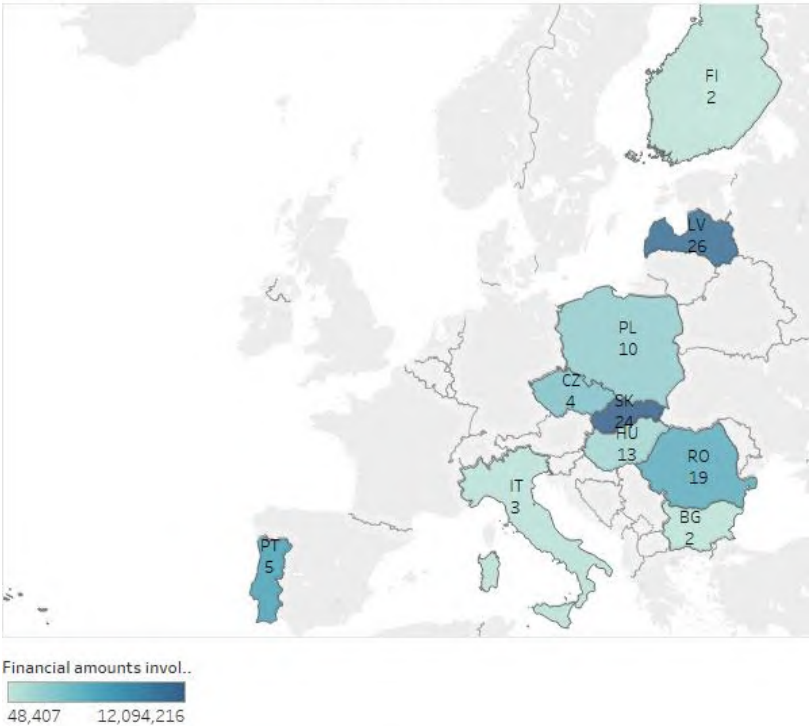 FI
2
LV
26
PL
10
CZ
4
SK
24
HU
13
RO
19
IT
3
BG
2
PT
5
Financial amounts invol..
48,407 12,094,216